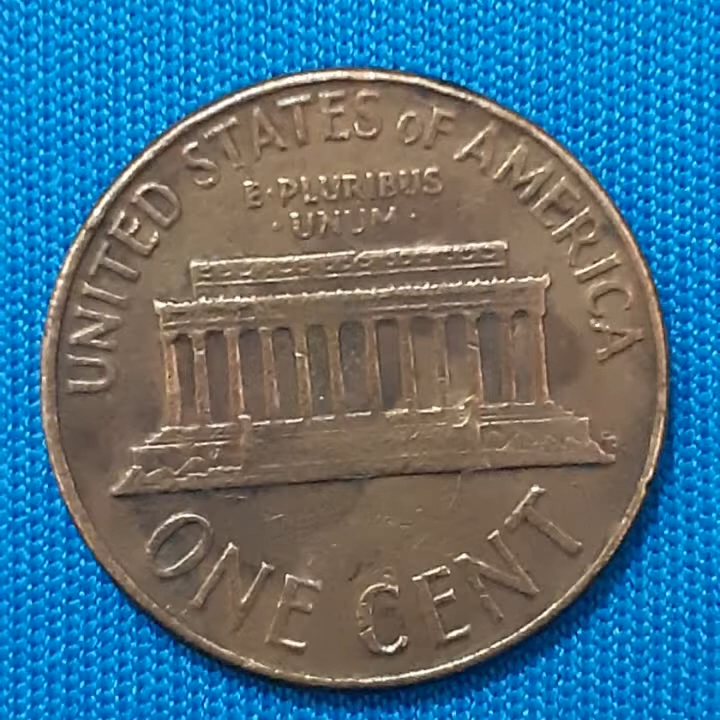 UNITED STATES oF AMERICA
E·PLURIBUS
·UNUM·
ONE CENT